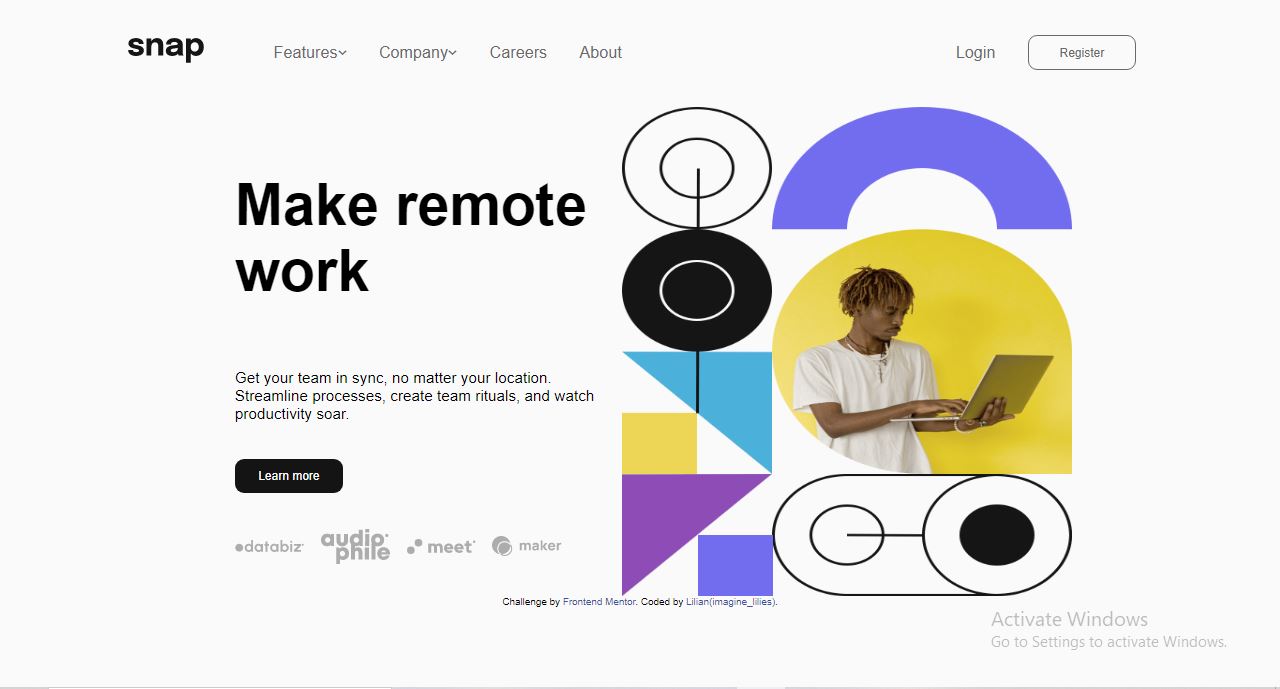 snap Features Company Careers About Login Register
Make remote
work
Get your team in sync, no matter your location.
Streamline processes, create team rituals, and watch
productivity soar.
Learn more
databiz audiophile meet maker
Challenge by Frontend Mentor. Coded by Lilian(imagine_lilies).
Activate Windows
Go to Settings to activate Windows.